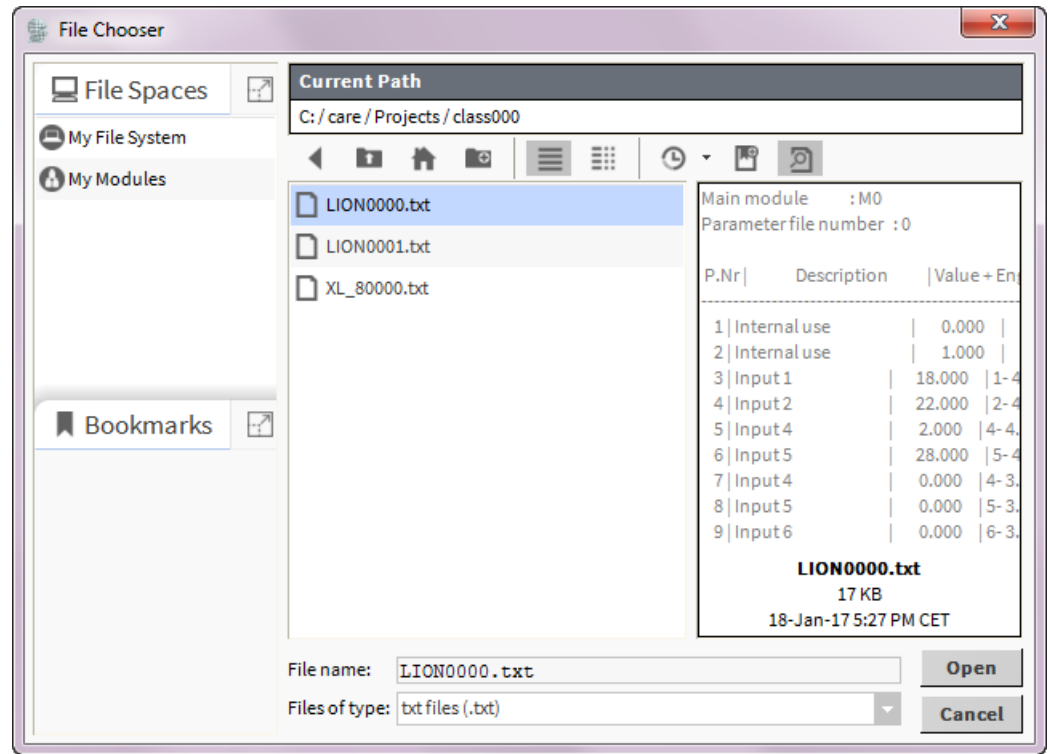 File Chooser
File Spaces
My File System
My Modules
Bookmarks
Current Path
C: / care / Projects / class000
LION0000.txt
LION0001.txt
XL_80000.txt
Main module : M0
Parameter file number : 0
P.Nr| Description |Value + Eng
1|Internal use | 0.000 |
2|Internal use | 1.000 |
3|Input 1 | 18.000 |1- 4
4|Input 2 | 22.000 |2- 4
5|Input 4 | 2.000 |4- 4.
6|Input 5 | 28.000 |5- 4
7|Input 4 | 0.000 |4- 3.
8|Input 5 | 0.000 |5- 3.
9|Input 6 | 0.000 |6- 3.
LION0000.txt
17 KB
18-Jan-17 5:27 PM CET
File name: LION0000.txt
Open
Files of type: txt files (.txt)
Cancel